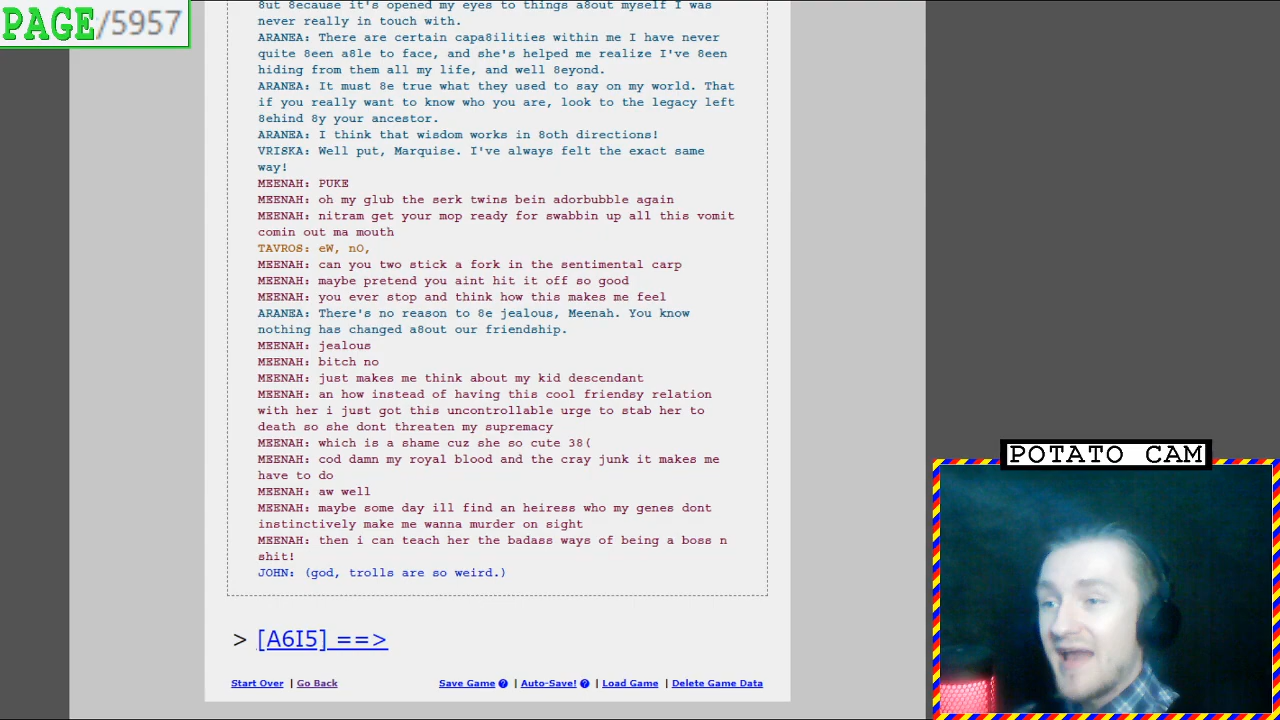 PAGE/5957
8ut 8ecause it's opened my eyes to things a8out myself I was
never really in touch with.
ARANEA: There are certain capa8ilities within me I have never
quite 8een a8le to face, and she's helped me realize I've 8een
hiding from them all my life, and well 8eyond.
ARANEA: It must 8e true what they used to say on my world. That
if you really want to know who you are, look to the legacy left
8ehind 8y your ancestor.
ARANEA: I think that wisdom works in 8oth directions!
VRISKA: Well put, Marquise. I've always felt the exact same
way!
MEENAH: PUKE
MEENAH: oh my glub the serk twins bein adorbubble again
MEENAH: nitram get your mop ready for swabbin up all this vomit
comin out ma mouth
TAVROS: eW, nO,
MEENAH: can you two stick a fork in the sentimental carp
MEENAH: maybe pretend you aint hit it off so good
MEENAH: you ever stop and think how this makes me feel
ARANEA: There's no reason to 8e jealous, Meenah. You know
nothing has changed a8out our friendship.
MEENAH: jealous
MEENAH: bitch no
MEENAH: just makes me think about my kid descendant
MEENAH: an how instead of having this cool friendsy relation
with her i just got this uncontrollable urge to stab her to
death so she dont threaten my supremacy
MEENAH: which is a shame cuz she so cute 38(
MEENAH: cod damn my royal blood and the cray junk it makes me
have to do
MEENAH: aw well
MEENAH: maybe some day ill find an heiress who my genes dont
instinctively make me wanna murder on sight
MEENAH: then i can teach her the badass ways of being a boss n
shit!
JOHN: (god, trolls are so weird.)
> [A6I5] ==>
Start Over | Go Back
Save Game ? | Auto-Save! ? | Load Game | Delete Game Data
POTATO CAM